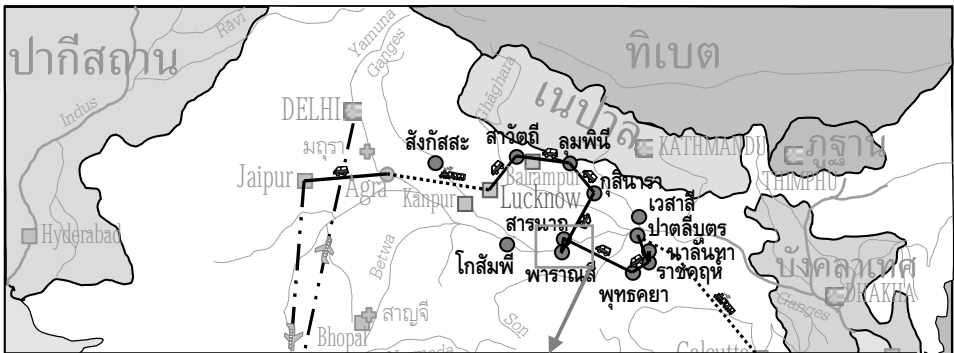 Rāvi
ปากีสถาน
Indus
Yamuna
Ganges
Ghāghara
ทิเบต
เนปาล
DELHI
มถุรา
สังกัสสะ
สาวัตถี
ลุมพินี
KATHMANDU
ภูฐาน
THIMPHU
Jaipur
Agra
Kanpur
Balrampur
Lucknow
กุสินารา
เวสาลี
ปาตลีบุตร
นาลันทา
ราชคฤห์
สารนาถ
พาราณสี
โกสัมพี
พุทธคยา
Hyderabad
Betwa
สาญจี
Bhopal
Son
บังคลาเทศ
Ganges
DHAKHA
Calcutta